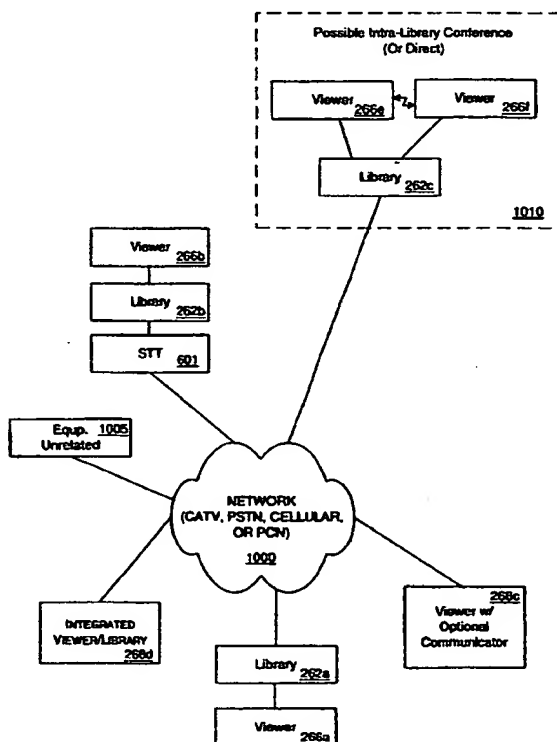 Possible Intra-Library Conference
(Or Direct)
Viewer 266e
Viewer 266f
Library 262c
1010
Viewer 266b
Library 262b
STT 601
Equp. 1005
Unrelated
NETWORK
(CATV, PSTN, CELLULAR,
OR PCN)
1000
INTEGRATED
VIEWER/LIBRARY
266d
266c
Viewer w/
Optional
Communicator
Library 262a
Viewer 266a